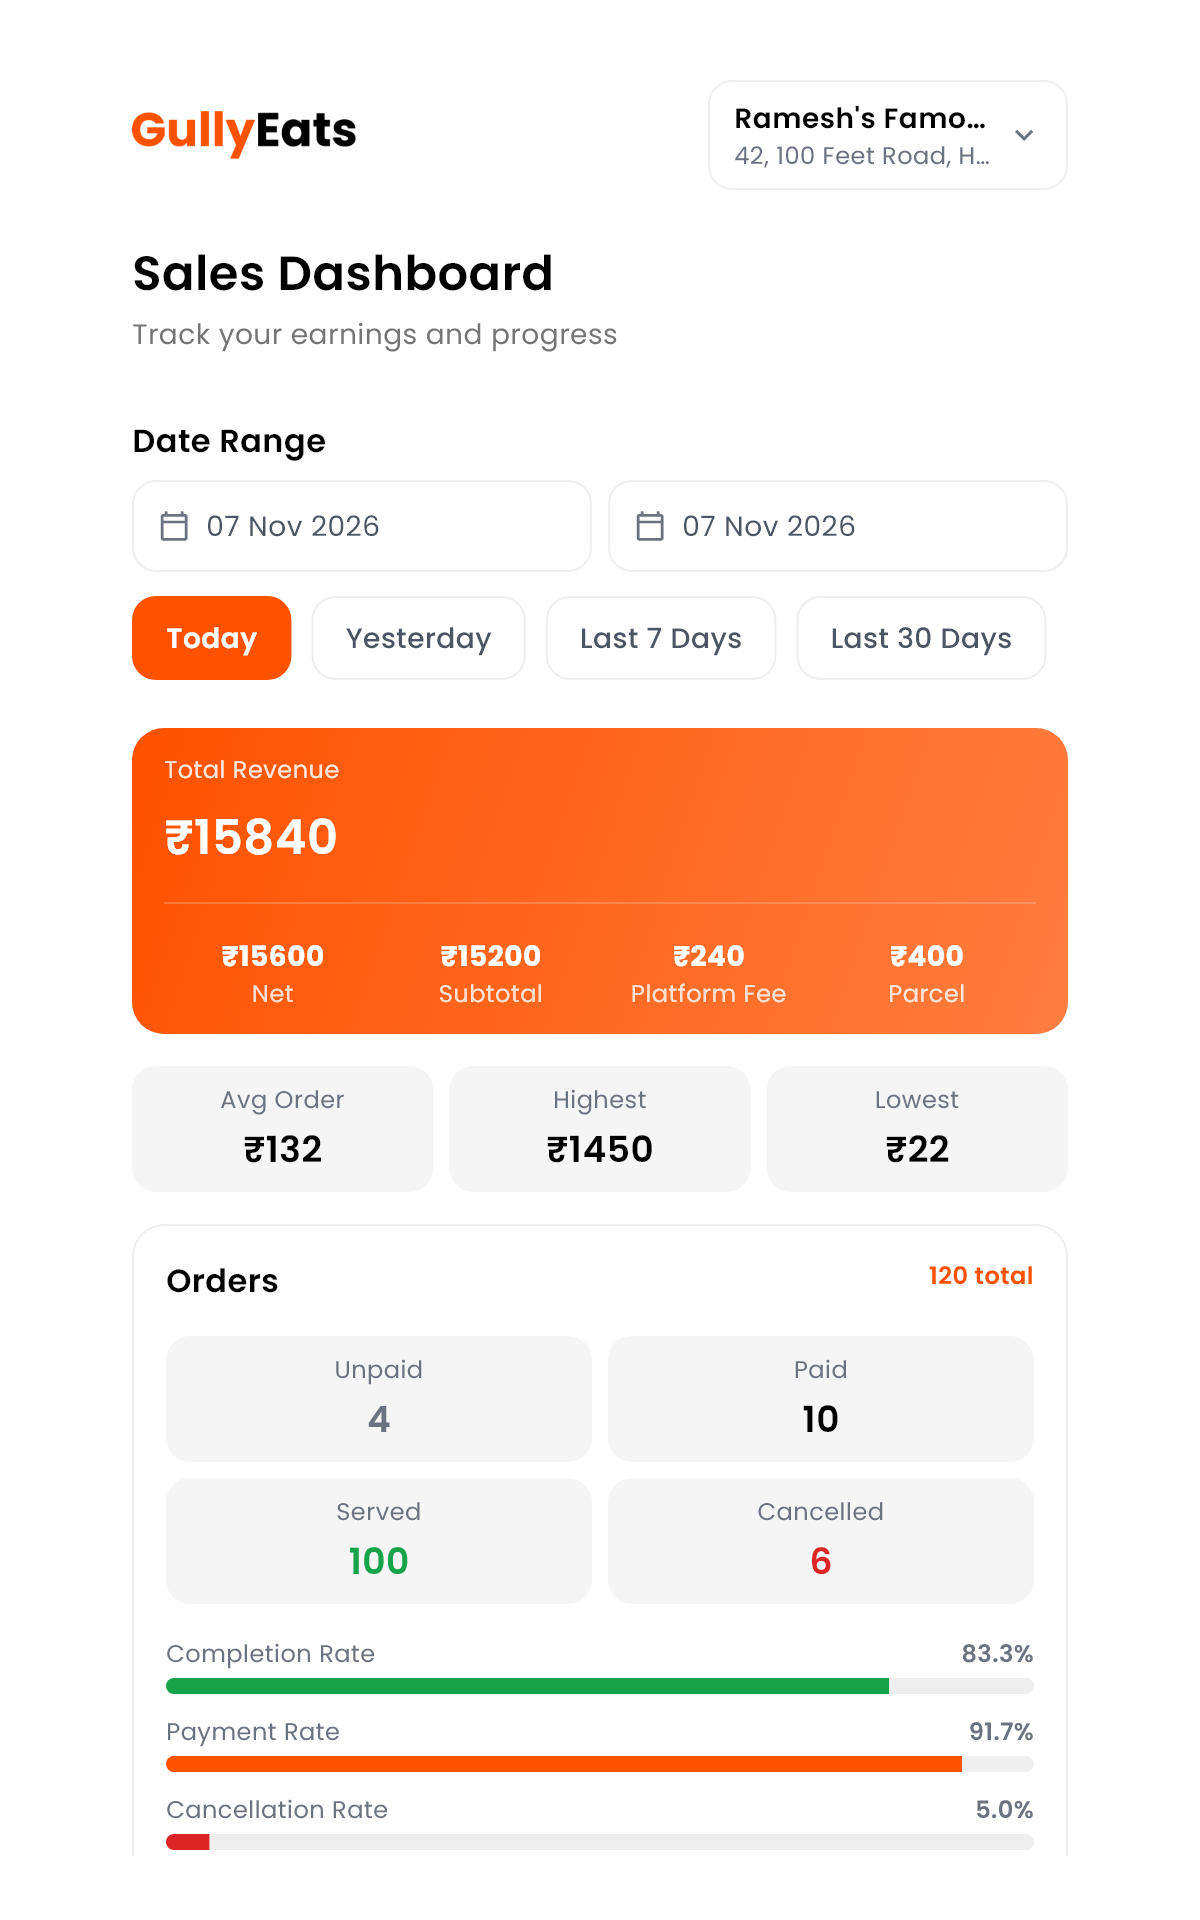 GullyEats
Ramesh's Famo...
42, 100 Feet Road, H...
Sales Dashboard
Track your earnings and progress
Date Range
07 Nov 2026
07 Nov 2026
Today
Yesterday
Last 7 Days
Last 30 Days
Total Revenue
₹15840
₹15600
Net
₹15200
Subtotal
₹240
Platform Fee
₹400
Parcel
Avg Order
₹132
Highest
₹1450
Lowest
₹22
Orders
120 total
Unpaid
4
Paid
10
Served
100
Cancelled
6
Completion Rate
83.3%
Payment Rate
91.7%
Cancellation Rate
5.0%